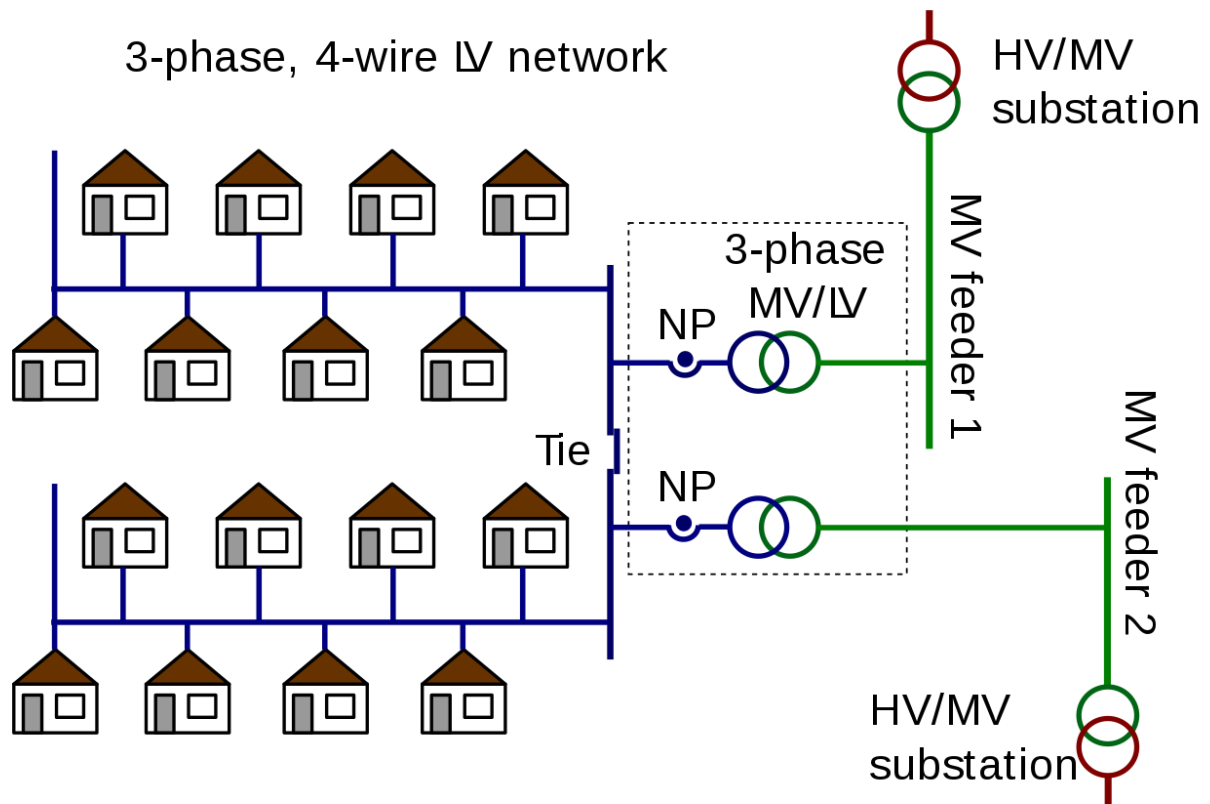 3-phase, 4-wire LV network
HV/MV
substation
3-phase
MV/LV
NP
MV feeder 1
Tie
NP
MV feeder 2
HV/MV
substation